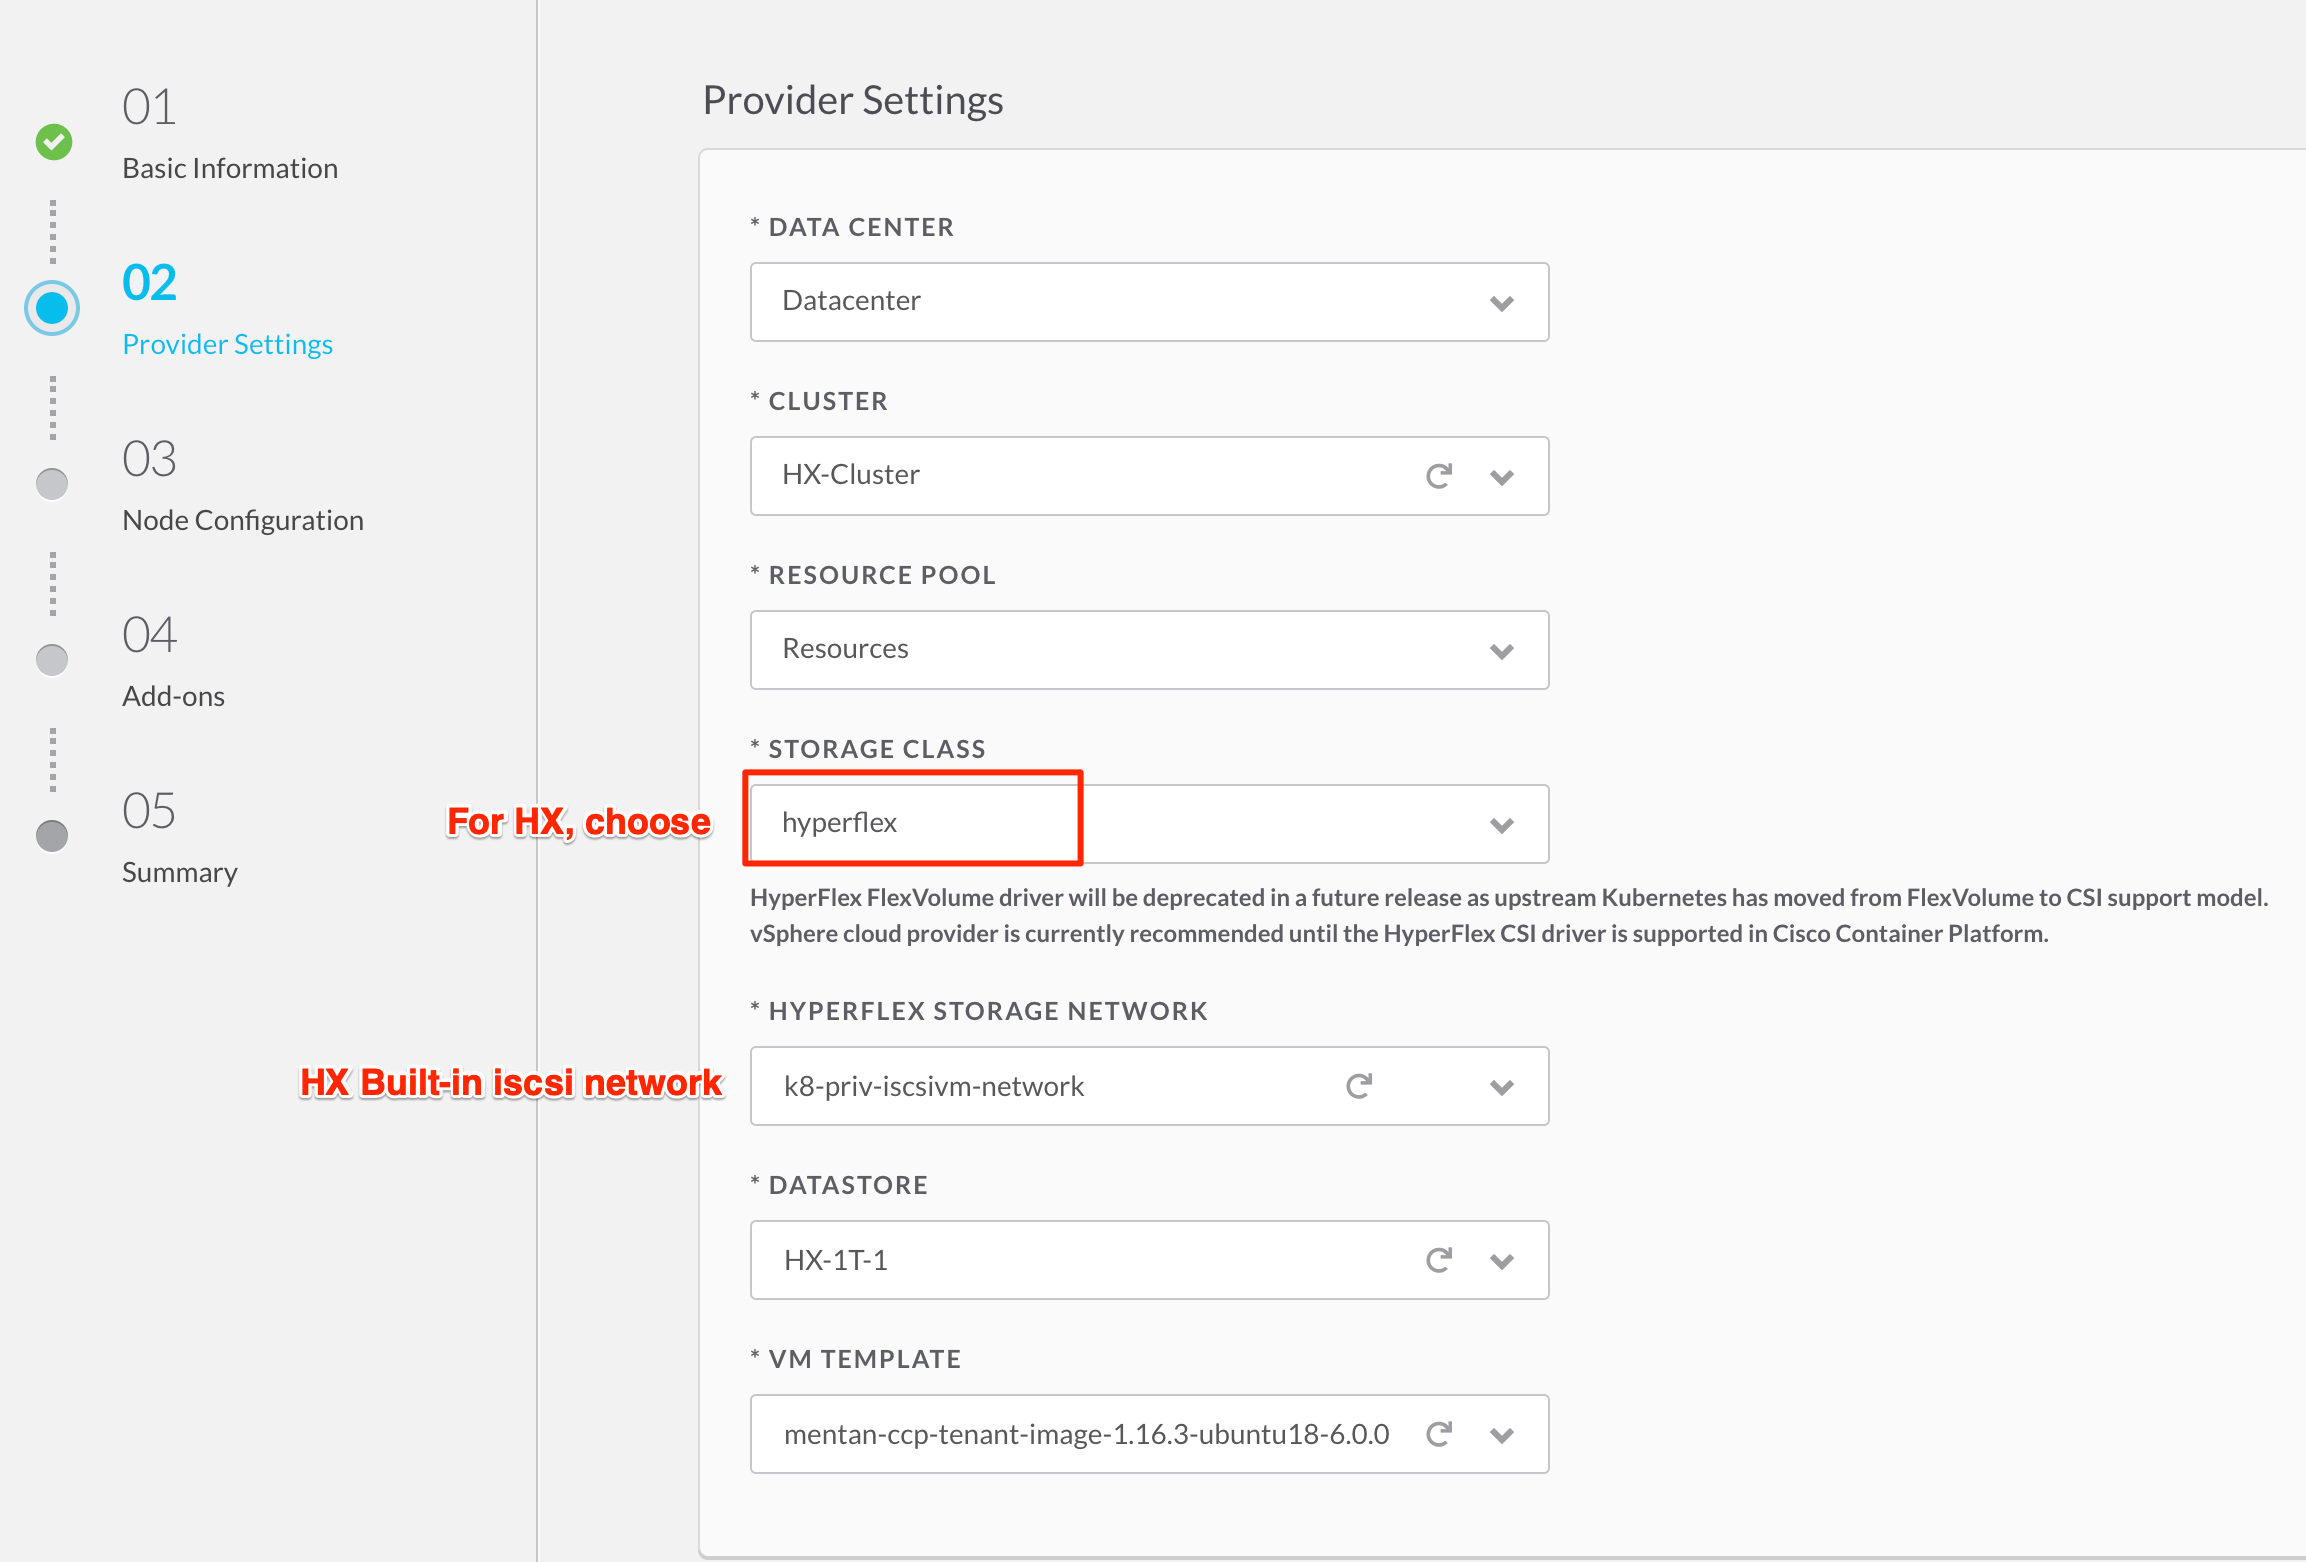 01
Basic Information
02
Provider Settings
03
Node Configuration
04
Add-ons
05
Summary
Provider Settings
* DATA CENTER
Datacenter
* CLUSTER
HX-Cluster
* RESOURCE POOL
Resources
* STORAGE CLASS
For HX, choose
hyperflex
HyperFlex FlexVolume driver will be deprecated in a future release as upstream Kubernetes has moved from FlexVolume to CSI support model.
vSphere cloud provider is currently recommended until the HyperFlex CSI driver is supported in Cisco Container Platform.
* HYPERFLEX STORAGE NETWORK
HX Built-in iscsi network
k8-priv-iscsivm-network
* DATASTORE
HX-1T-1
* VM TEMPLATE
mentan-ccp-tenant-image-1.16.3-ubuntu18-6.0.0